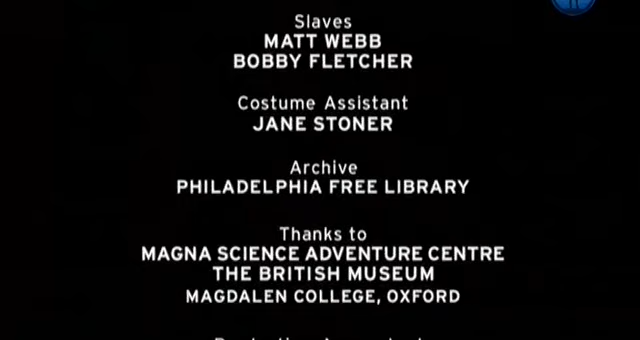 Slaves
MATT WEBB
BOBBY FLETCHER
Costume Assistant
JANE STONER
Archive
PHILADELPHIA FREE LIBRARY
Thanks to
MAGNA SCIENCE ADVENTURE CENTRE
THE BRITISH MUSEUM
MAGDALEN COLLEGE, OXFORD